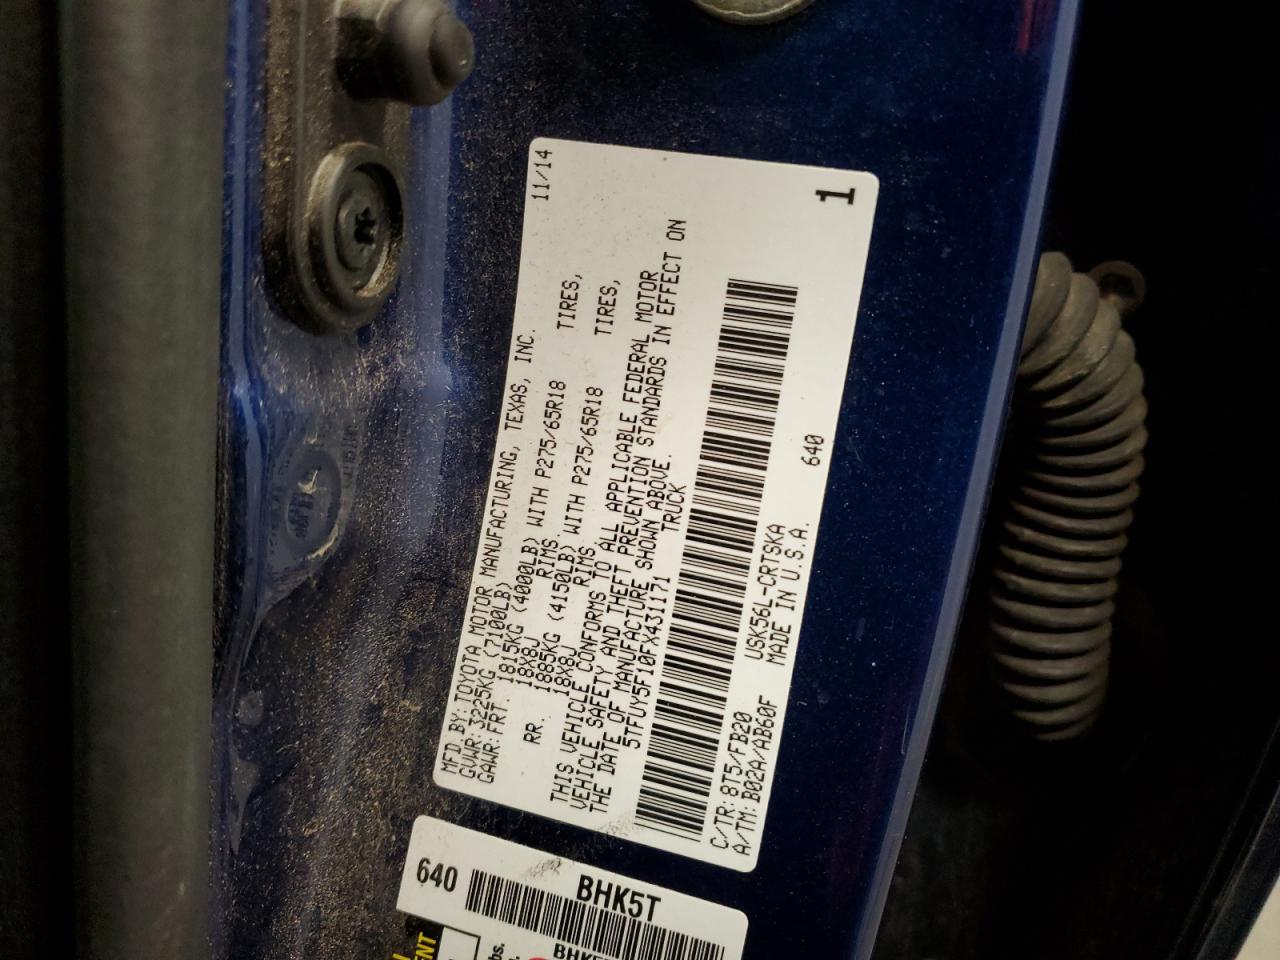 11/14
MFD.BY:TOYOTA MOTOR MANUFACTURING, TEXAS, INC.
GVWR:3225KG (7100LB)
GAWR:FRT. 1815KG (4000LB) WITH P275/65R18 TIRES,
18X8J RIMS
RR. 1885KG (4150LB) WITH P275/65R18 TIRES,
18X8J RIMS
THIS VEHICLE CONFORMS TO ALL APPLICABLE FEDERAL MOTOR
VEHICLE SAFETY AND THEFT PREVENTION STANDARDS IN EFFECT ON
THE DATE OF MANUFACTURE SHOWN ABOVE.
5TFUY5F10FX431171 TRUCK
C/TR:8T5/FB20 USK56L-CRTSKA 640
A/TM:B02A/AB60F MADE IN U.S.A.
1
640
BHK5T